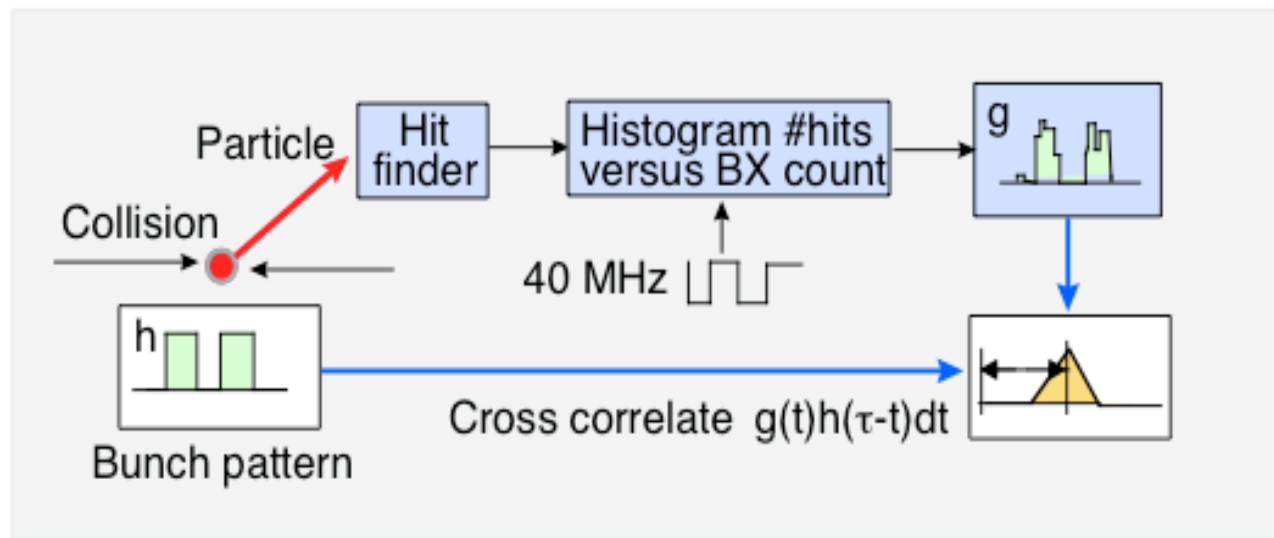 Particle
Hit
finder
Histogram #hits
versus BX count
g
Collision
40 MHz
h
Cross correlate g(t)h(τ-t)dt
Bunch pattern